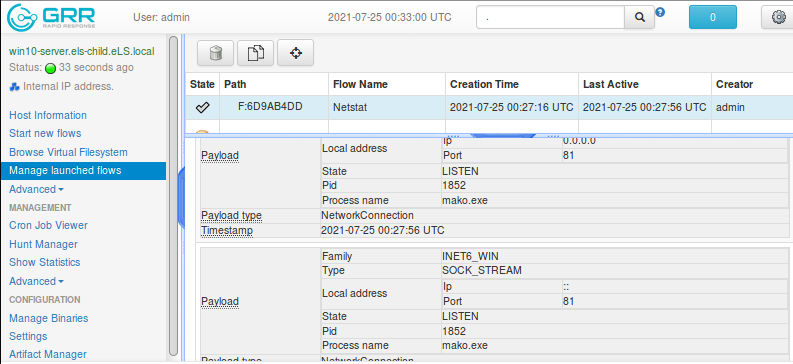 GRR
RAPID RESPONSE
User: admin
2021-07-25 00:33:00 UTC
.
?
0
win10-server.els-child.eLS.local
Status: 33 seconds ago
Internal IP address.
Host Information
Start new flows
Browse Virtual Filesystem
Manage launched flows
Advanced
MANAGEMENT
Cron Job Viewer
Hunt Manager
Show Statistics
Advanced
CONFIGURATION
Manage Binaries
Settings
Artifact Manager
State Path Flow Name Creation Time Last Active Creator
F:6D9AB4DD Netstat 2021-07-25 00:27:16 UTC 2021-07-25 00:27:56 UTC admin
Payload
Local address
Ip 0.0.0.0
Port 81
State LISTEN
Pid 1852
Process name mako.exe
Payload type NetworkConnection
Timestamp 2021-07-25 00:27:56 UTC
Payload
Family INET6_WIN
Type SOCK_STREAM
Local address
Ip ::
Port 81
State LISTEN
Pid 1852
Process name mako.exe
Payload type NetworkConnection